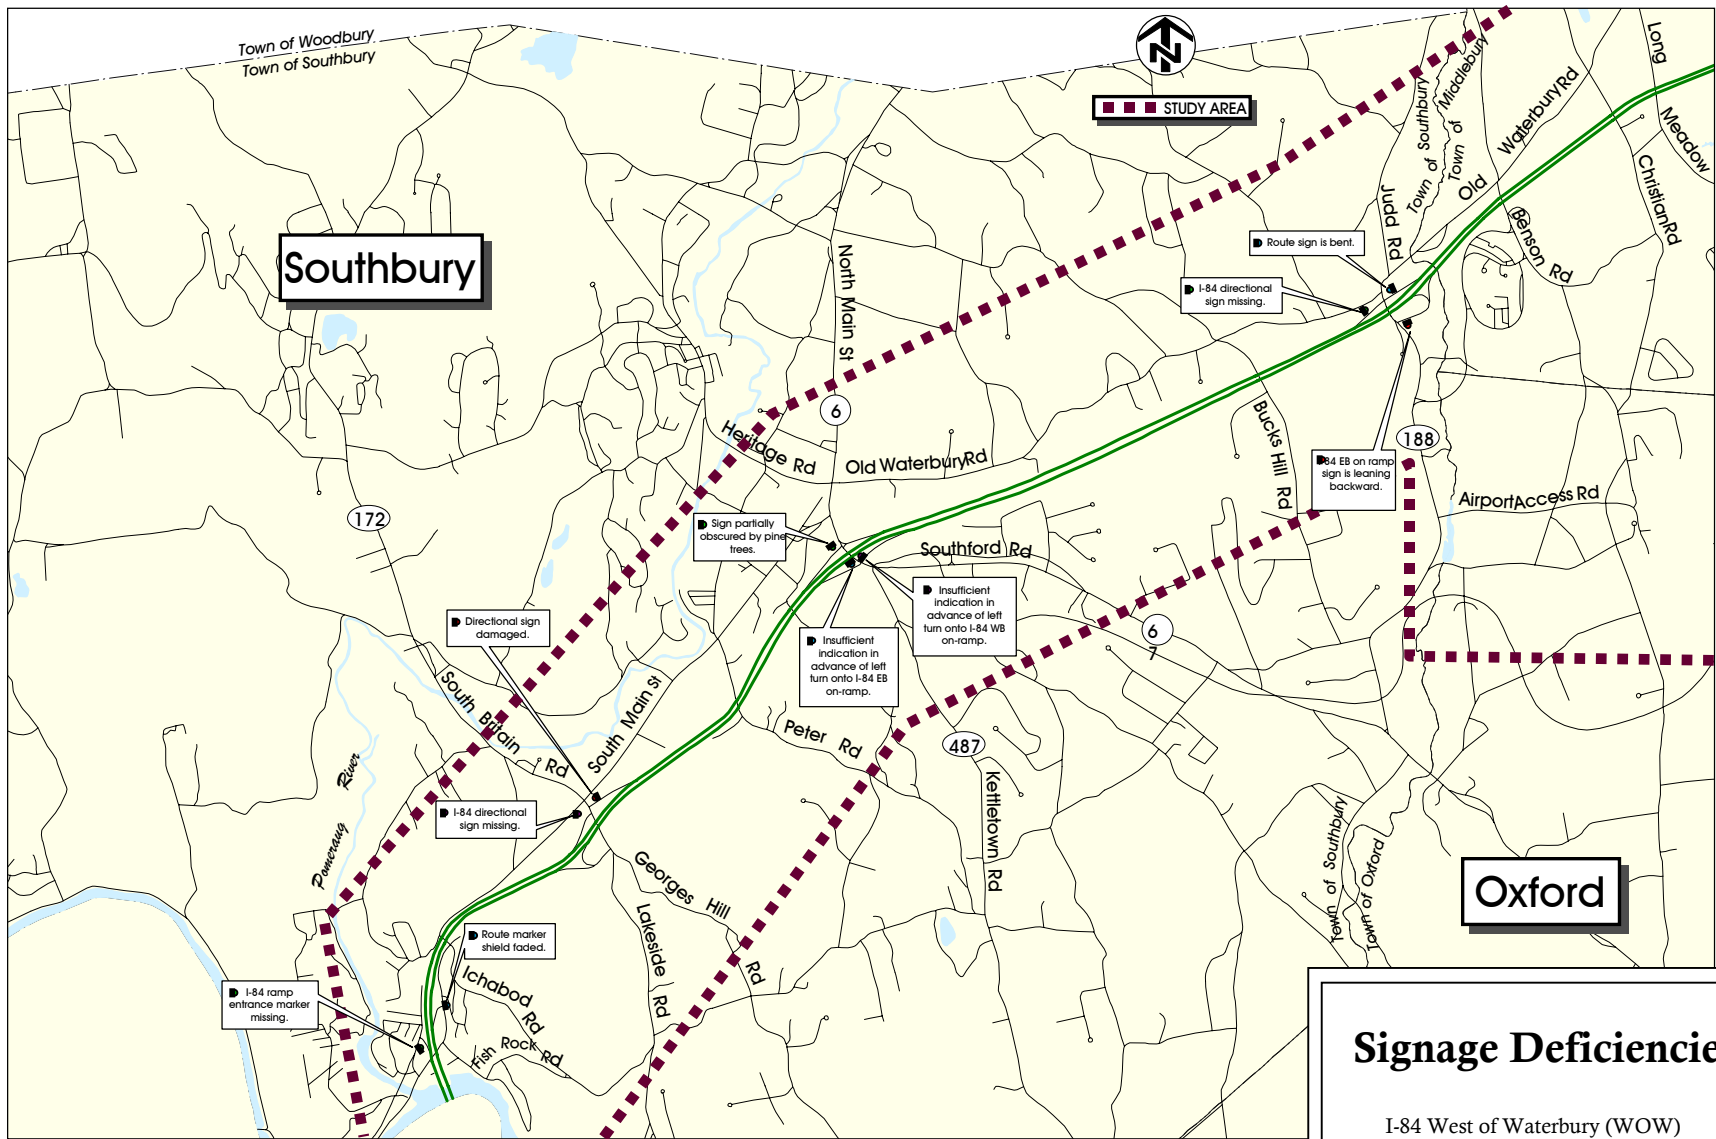 Town of Woodbury
Town of Southbury
N
STUDY AREA
Long
Meadow
Town of Southbury
Town of Middlebury
Old
Waterbury Rd
Christian Rd
Judd Rd
Benson Rd
Southbury
Route sign is bent.
I-84 directional
sign missing.
North Main St
6
Heritage Rd
Old Waterbury Rd
Bucks Hill Rd
188
I-84 EB on ramp
sign is leaning
backward.
Airport Access Rd
172
Sign partially
obscured by pine
trees.
Southford Rd
Insufficient
indication in
advance of left
turn onto I-84 WB
on-ramp.
Directional sign
damaged.
Insufficient
indication in
advance of left
turn onto I-84 EB
on-ramp.
6
7
South Britain
Rd
South Main St
Peter Rd
487
Kettletown Rd
Pomeraug River
I-84 directional
sign missing.
Georges Hill
Rd
Lakeside Rd
Town of Southbury
Town of Oxford
Oxford
Route marker
shield faded.
Ichabod
Rd
I-84 ramp
entrance marker
missing.
Fish Rock Rd
Signage Deficiencie
I-84 West of Waterbury (WOW)